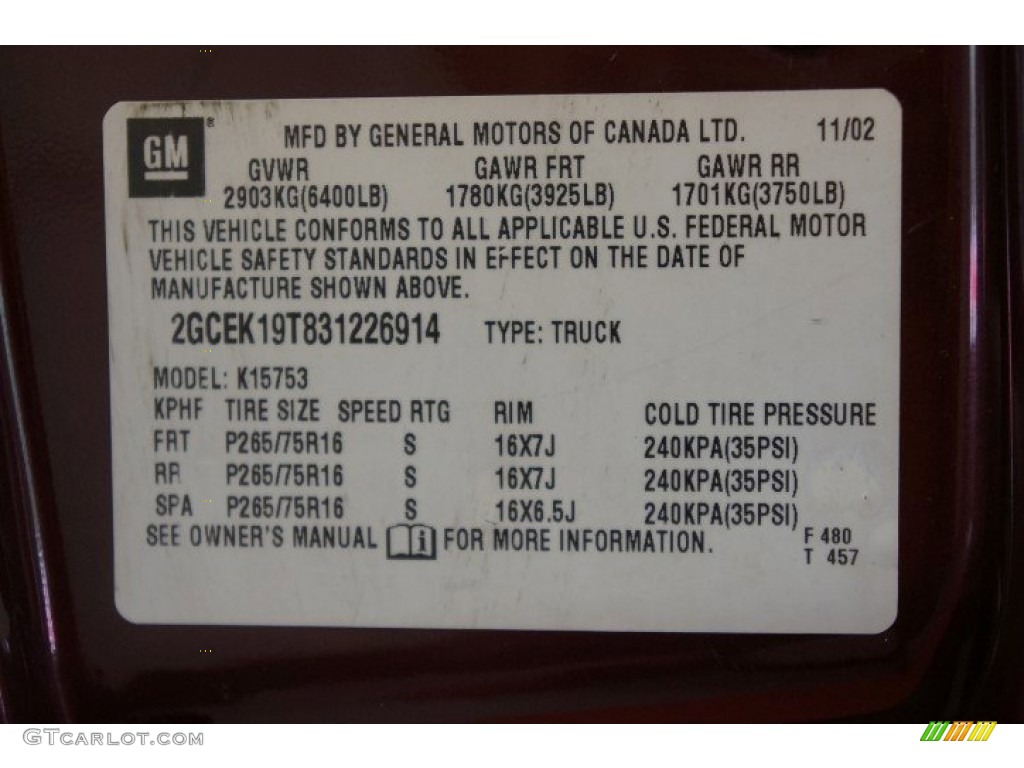 GM®
MFD BY GENERAL MOTORS OF CANADA LTD. 11/02
GVWR GAWR FRT GAWR RR
2903KG(6400LB) 1780KG(3925LB) 1701KG(3750LB)
THIS VEHICLE CONFORMS TO ALL APPLICABLE U.S. FEDERAL MOTOR
VEHICLE SAFETY STANDARDS IN EFFECT ON THE DATE OF
MANUFACTURE SHOWN ABOVE.
2GCEK19T831226914 TYPE: TRUCK
MODEL: K15753
KPHF TIRE SIZE SPEED RTG RIM COLD TIRE PRESSURE
FRT P265/75R16 S 16X7J 240KPA(35PSI)
RR P265/75R16 S 16X7J 240KPA(35PSI)
SPA P265/75R16 S 16X6.5J 240KPA(35PSI)
SEE OWNER'S MANUAL i FOR MORE INFORMATION. F 480
T 457
GTCARLOT.COM